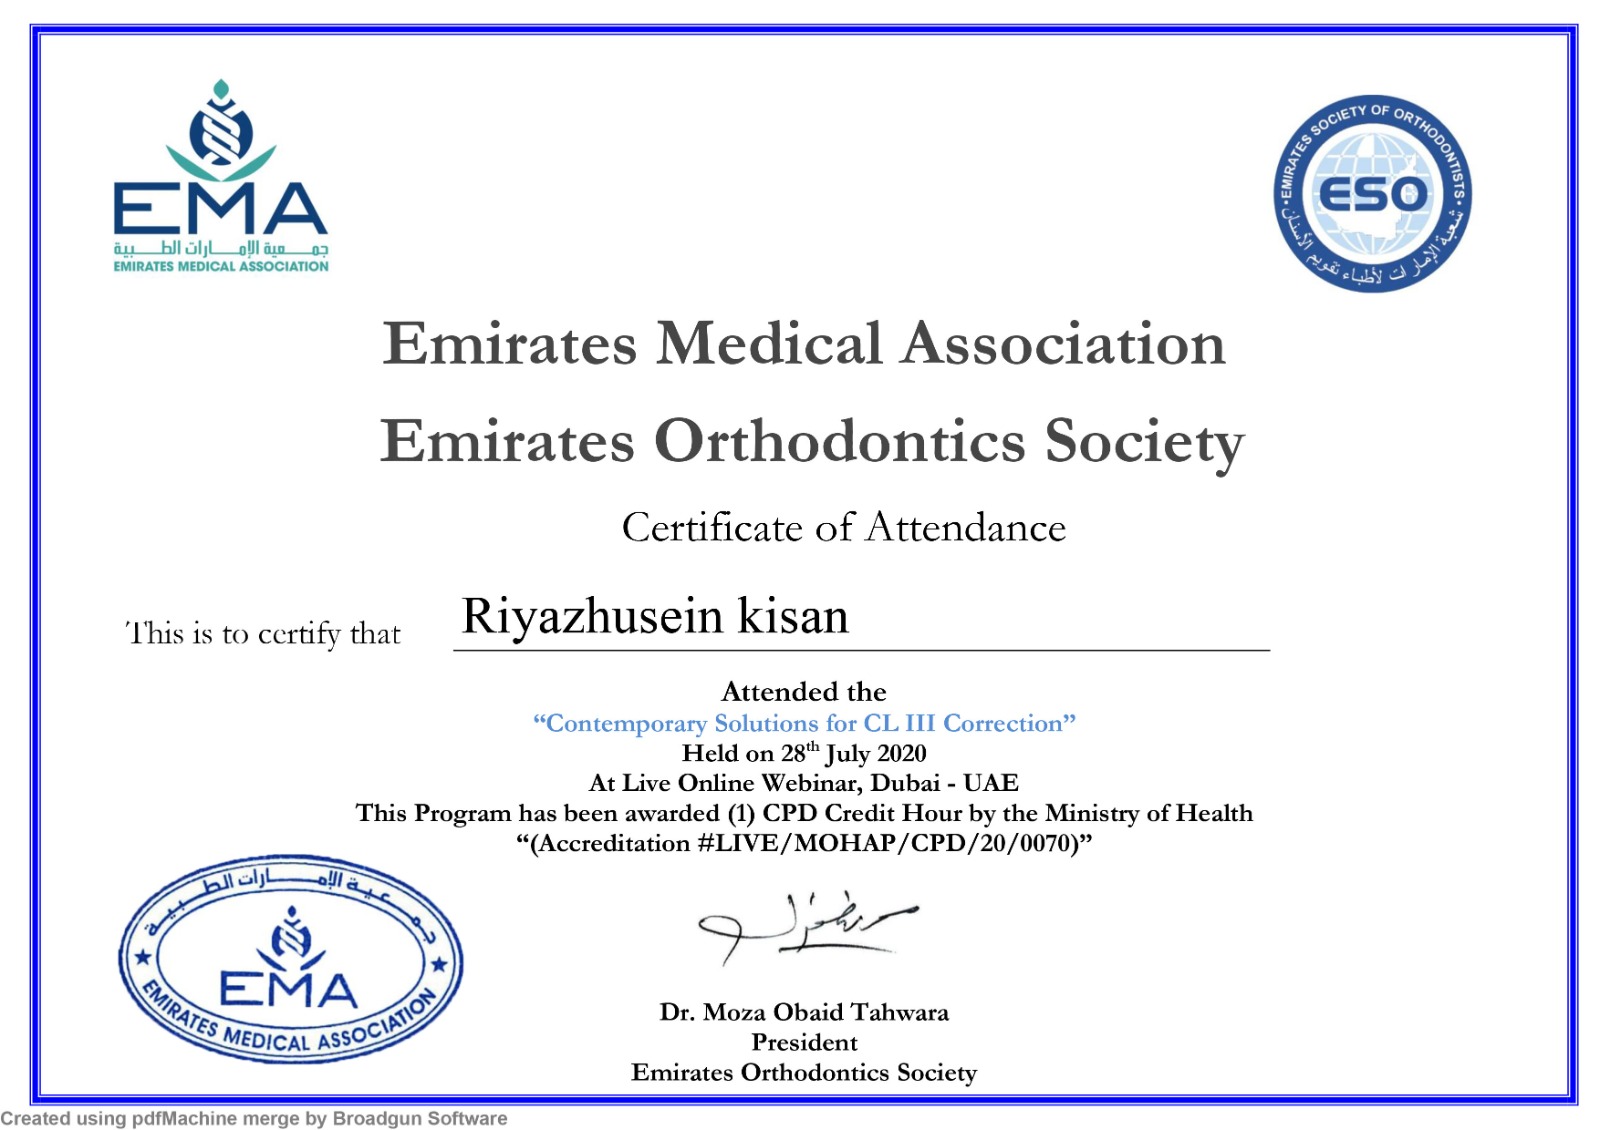 EMA
جمعية الإمارات الطبية
EMIRATES MEDICAL ASSOCIATION
EMIRATES SOCIETY OF ORTHODONTISTS
ESO
شعبة الإمارات لأطباء تقويم الأسنان
Emirates Medical Association
Emirates Orthodontics Society
Certificate of Attendance
This is to certify that Riyazhusein kisan
Attended the
“Contemporary Solutions for CL III Correction”
Held on 28th July 2020
At Live Online Webinar, Dubai - UAE
This Program has been awarded (1) CPD Credit Hour by the Ministry of Health
“(Accreditation #LIVE/MOHAP/CPD/20/0070)”
جمعية الإمارات الطبية
EMA
EMIRATES MEDICAL ASSOCIATION
Dr. Moza Obaid Tahwara
President
Emirates Orthodontics Society
Created using pdfMachine merge by Broadgun Software